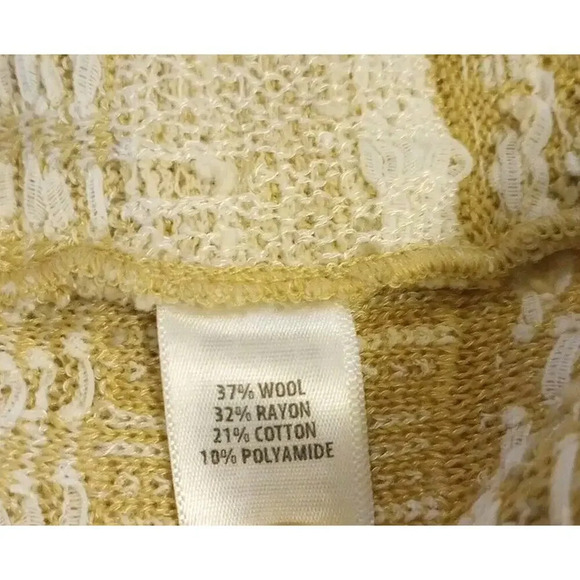 37% WOOL
32% RAYON
21% COTTON
10% POLYAMIDE